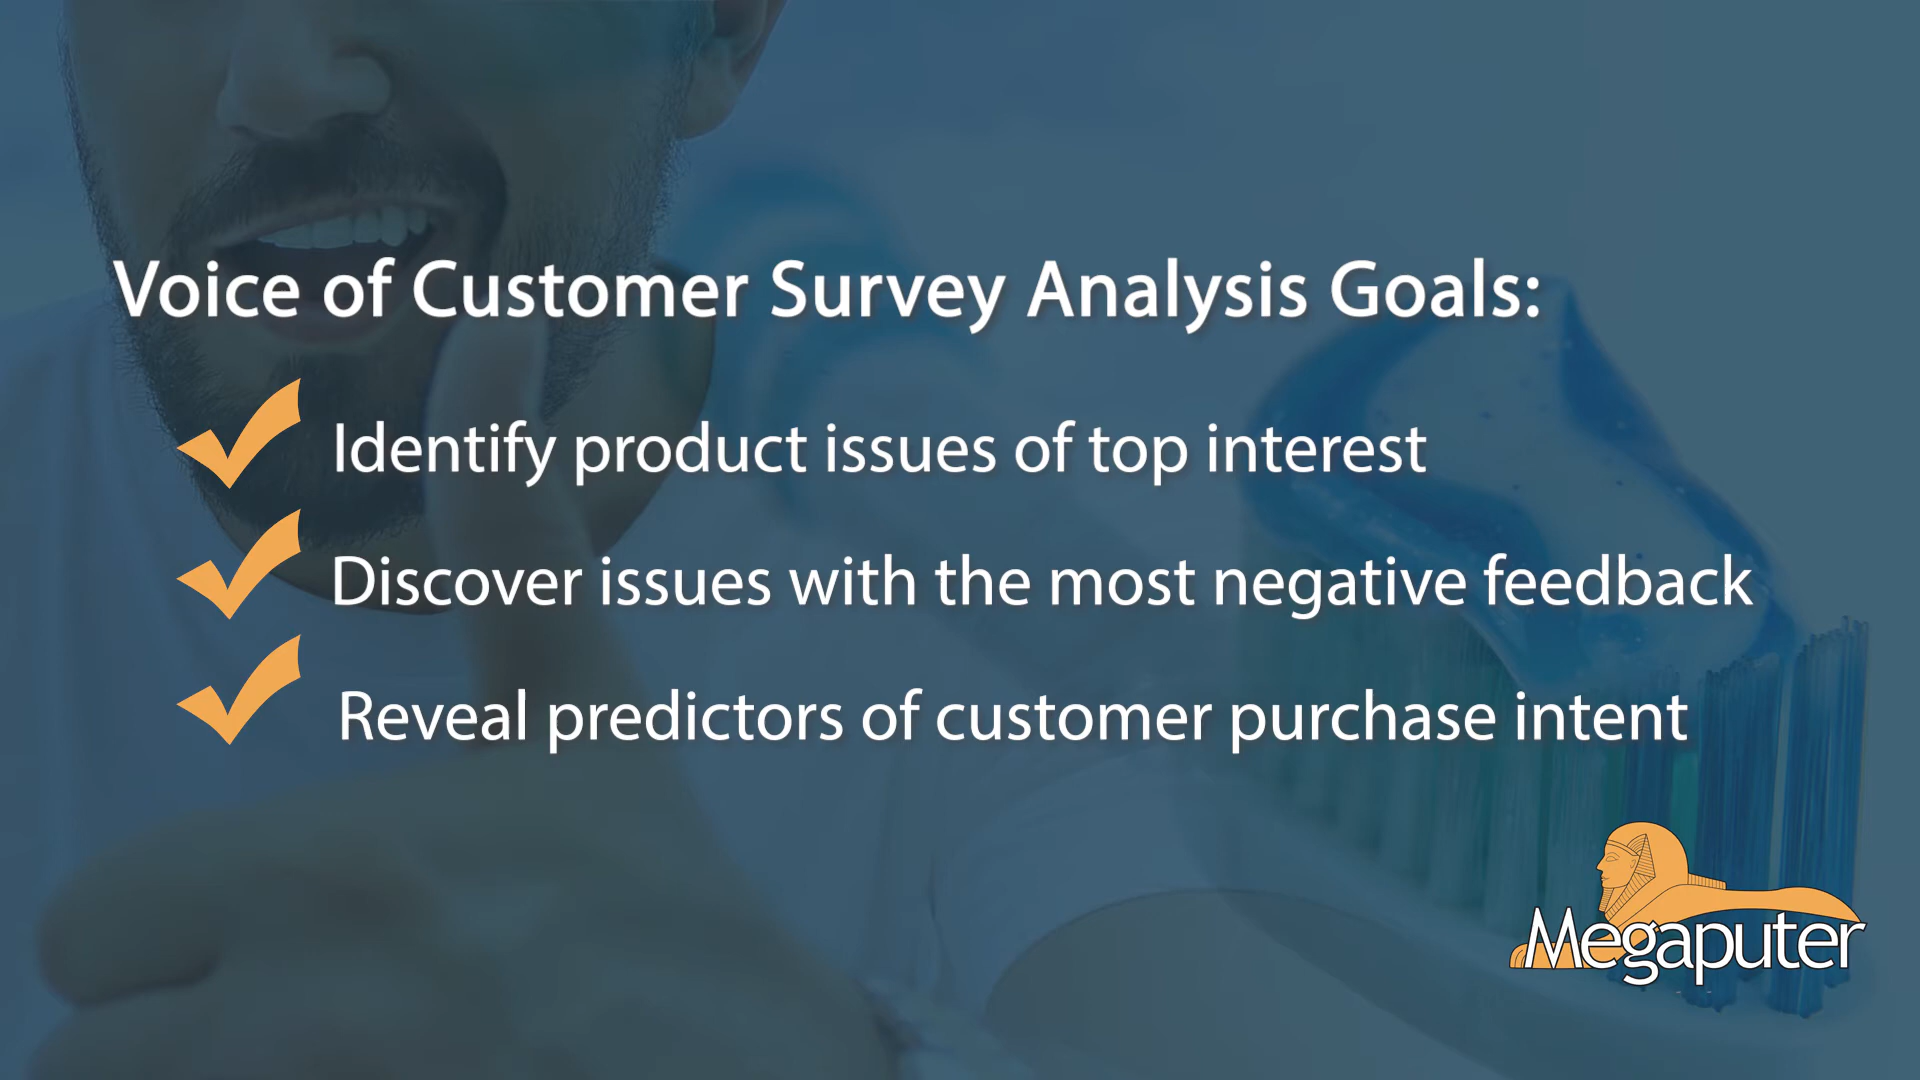 Voice of Customer Survey Analysis Goals:
Identify product issues of top interest
Discover issues with the most negative feedback
Reveal predictors of customer purchase intent
Megaputer